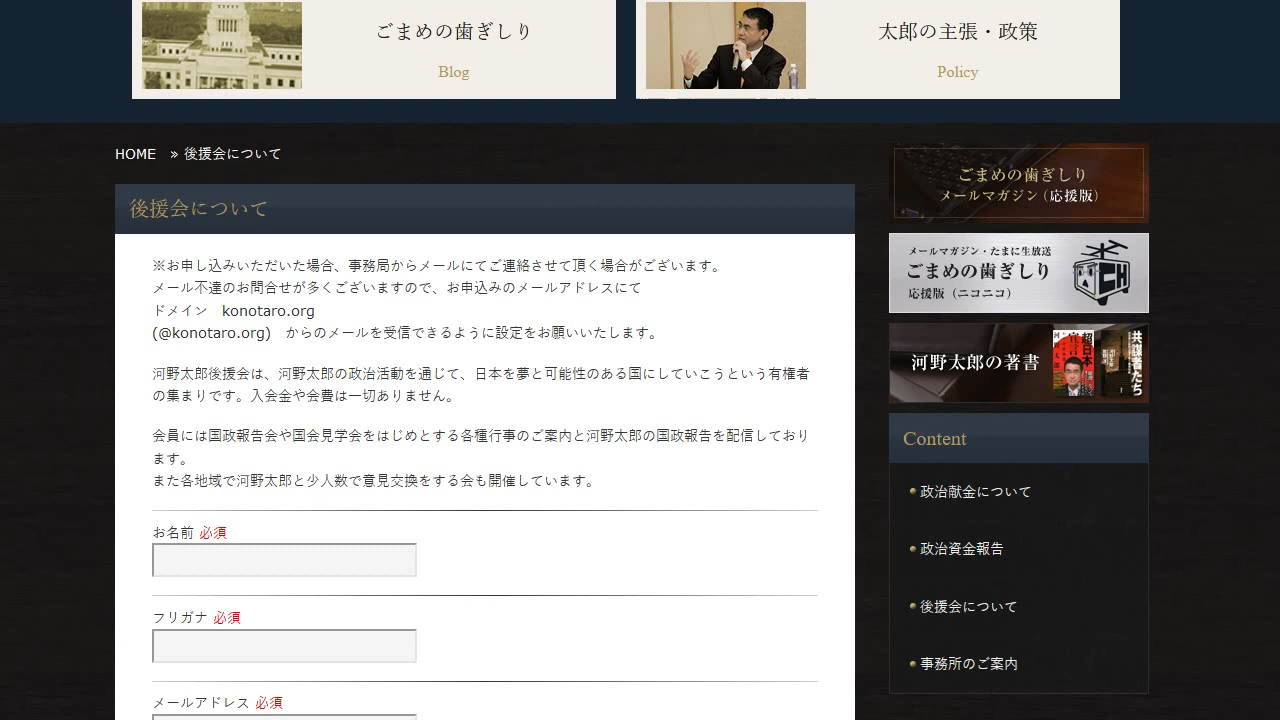 ごまめの歯ぎしり
Blog
太郎の主張・政策
Policy
HOME » 後援会について
後援会について
※お申し込みいただいた場合、事務局からメールにてご連絡させて頂く場合がございます。
メール不達のお問合せが多くございますので、お申込みのメールアドレスにて
ドメイン　konotaro.org
(@konotaro.org)　からのメールを受信できるように設定をお願いいたします。
河野太郎後援会は、河野太郎の政治活動を通じて、日本を夢と可能性のある国にしていこうという有権者
の集まりです。入会金や会費は一切ありません。
会員には国政報告会や国会見学会をはじめとする各種行事のご案内と河野太郎の国政報告を配信しており
ます。
また各地域で河野太郎と少人数で意見交換をする会も開催しています。
お名前 必須
フリガナ 必須
メールアドレス 必須
ごまめの歯ぎしり
メールマガジン（応援版）
メールマガジン・たまに生放送
ごまめの歯ぎしり
応援版（ニコニコ）
CH
河野太郎の著書
超日本宣言
共謀者たち
Content
政治献金について
政治資金報告
後援会について
事務所のご案内